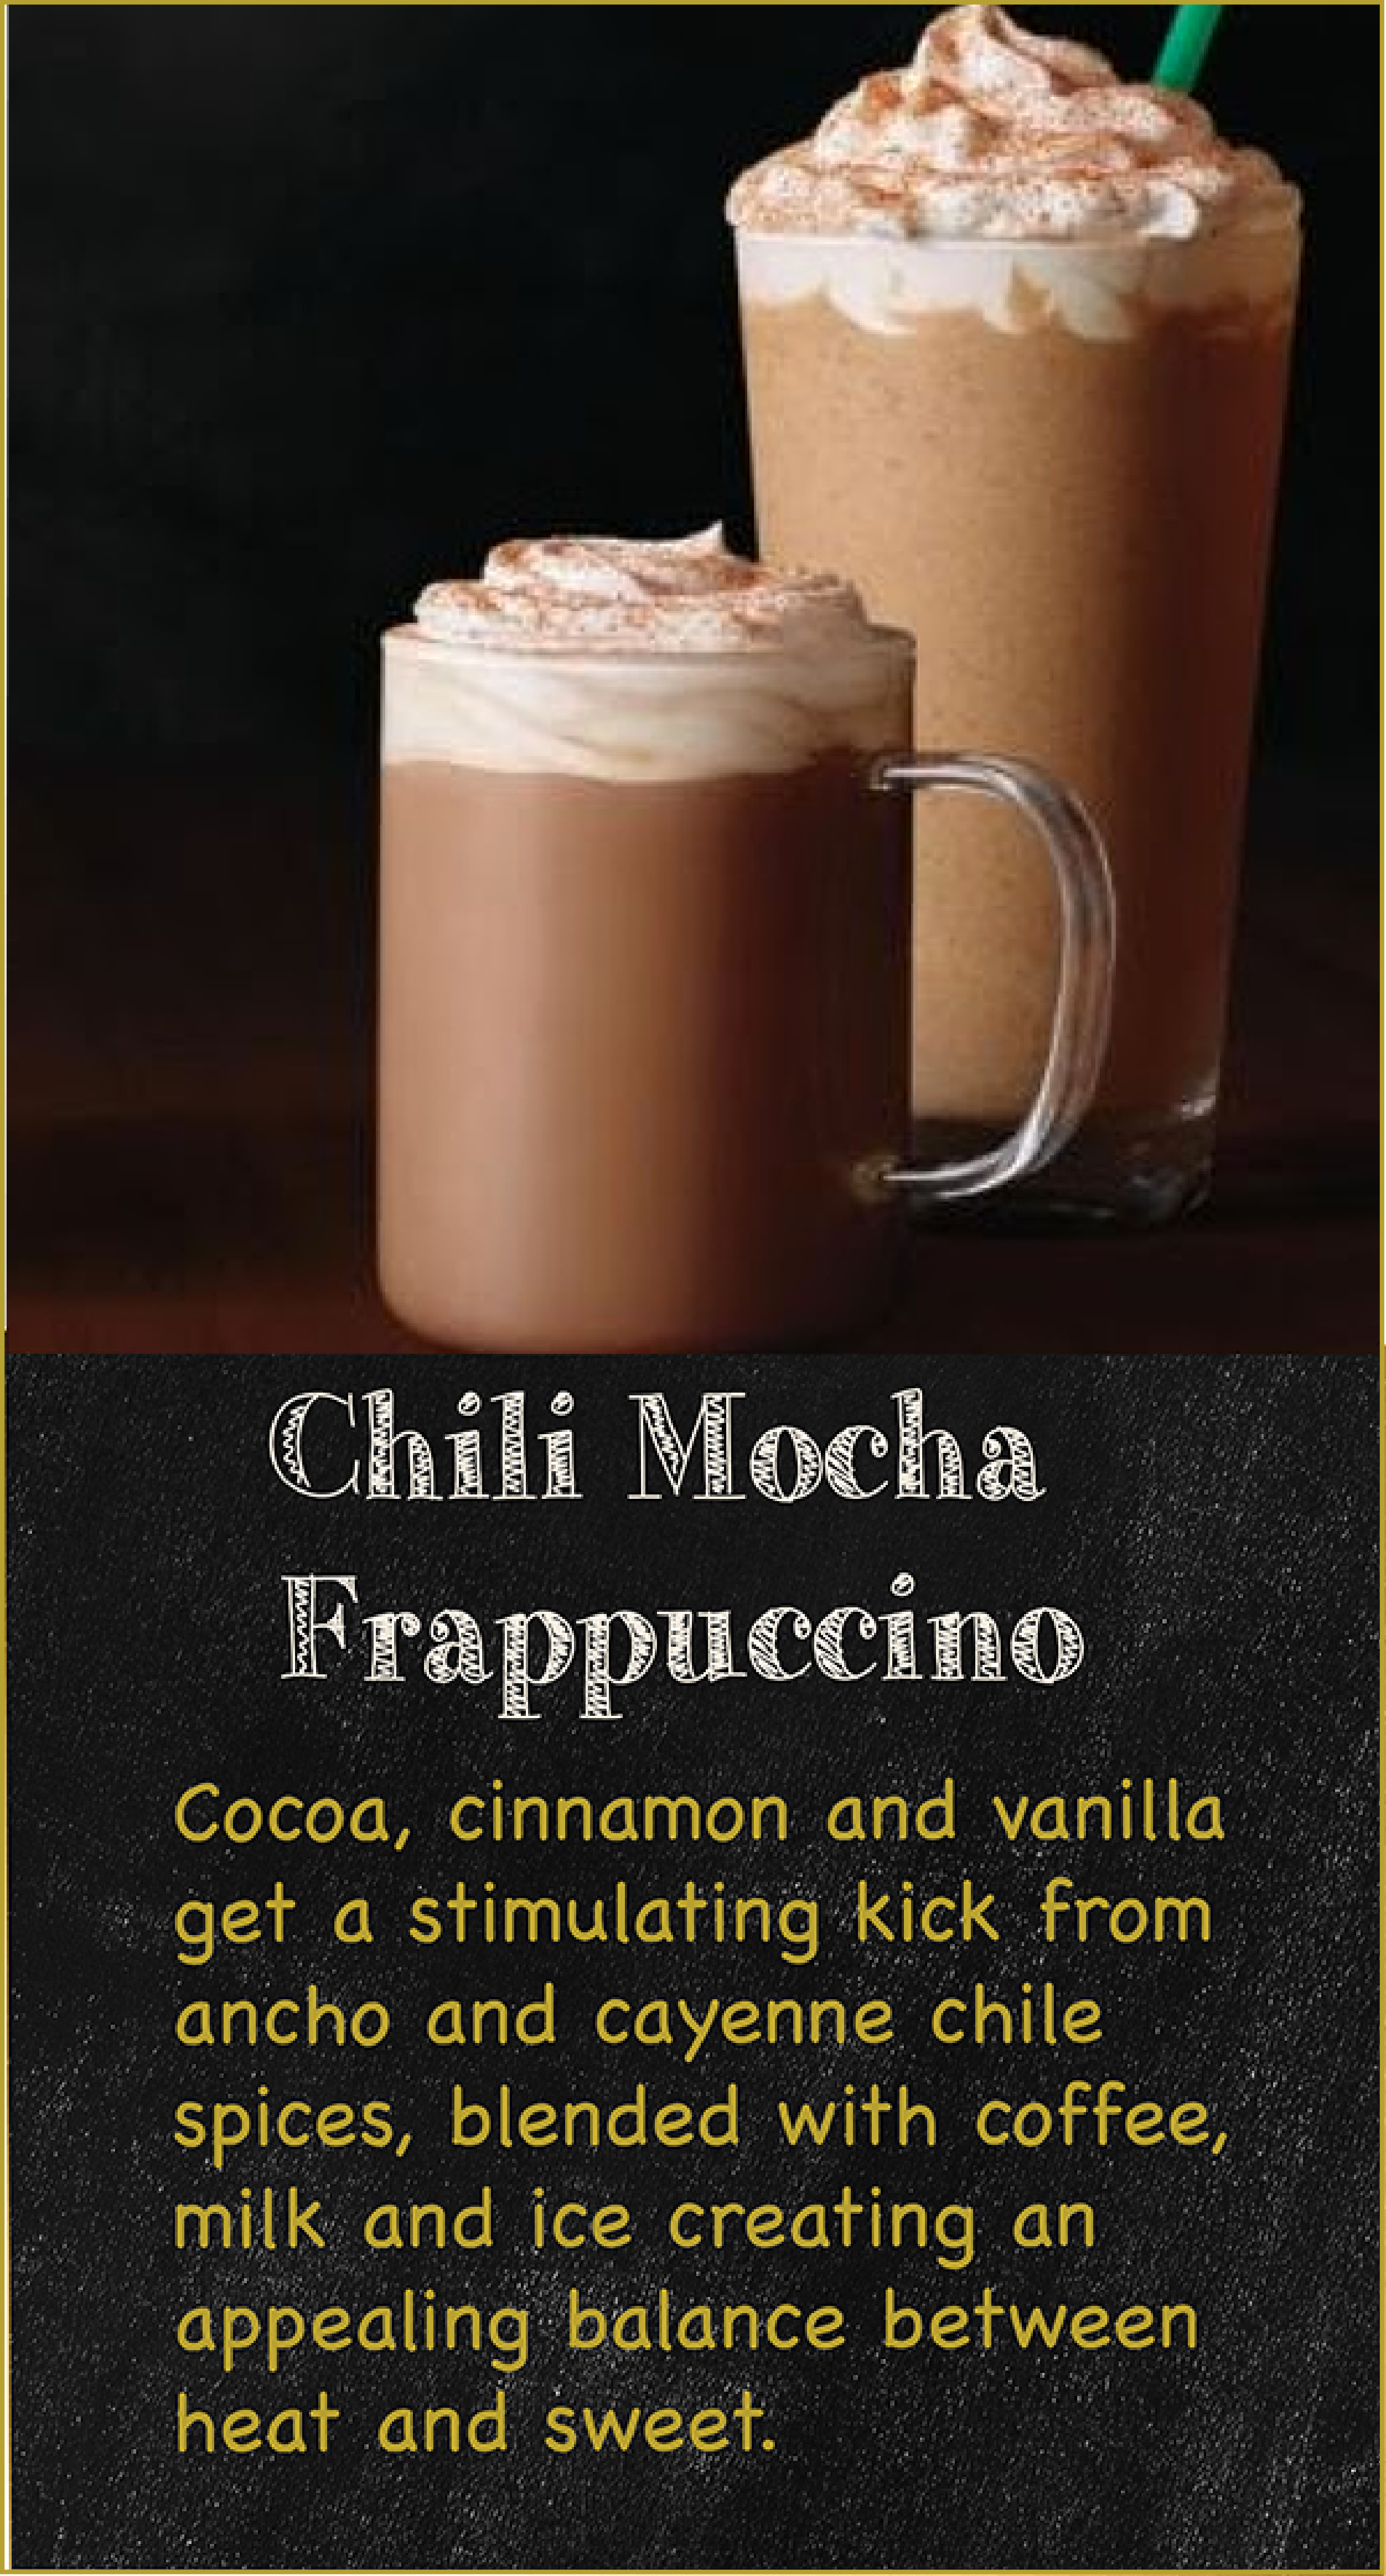 Chili Mocha
Frappuccino
Cocoa, cinnamon and vanilla
get a stimulating kick from
ancho and cayenne chile
spices, blended with coffee,
milk and ice creating an
appealing balance between
heat and sweet.